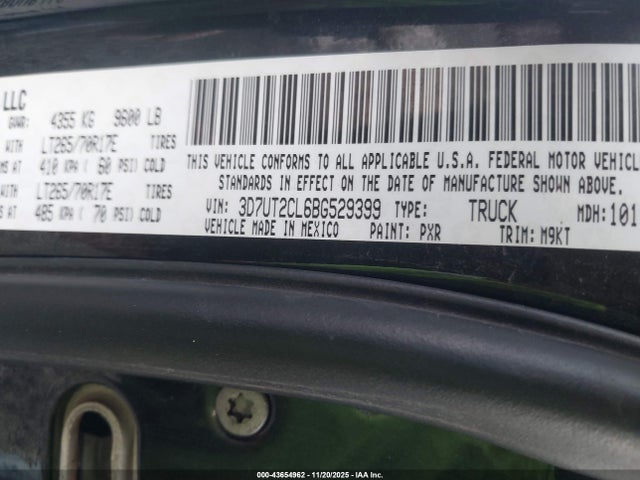 LLC
GVWR: 4355 KG 9600 LB
WITH LT265/70R17E TIRES
MS 410 KPA ( 60 PSI) COLD
WITH LT265/70R17E TIRES
MS 485 KPA ( 70 PSI) COLD
THIS VEHICLE CONFORMS TO ALL APPLICABLE U.S.A. FEDERAL MOTOR VEHICL
STANDARDS IN EFFECT ON THE DATE OF MANUFACTURE SHOWN ABOVE.
VIN: 3D7UT2CL6BG529399 TYPE: TRUCK MDH: 101
VEHICLE MADE IN MEXICO PAINT: PXR TRIM: M9KT
000-43654962 — 11/20/2025 — IAA Inc.